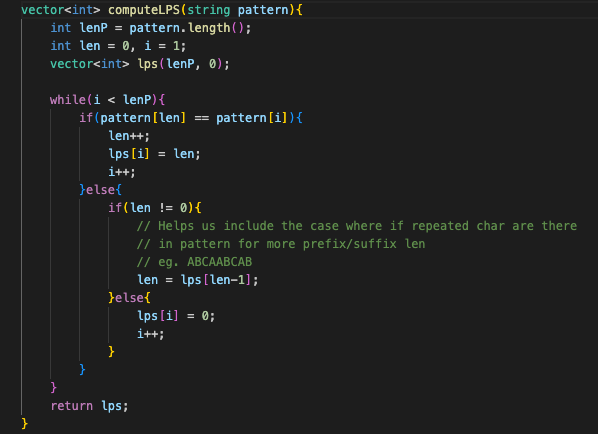 vector<int> computeLPS(string pattern){
    int lenP = pattern.length();
    int len = 0, i = 1;
    vector<int> lps(lenP, 0);

    while(i < lenP){
        if(pattern[len] == pattern[i]){
            len++;
            lps[i] = len;
            i++;
        }else{
            if(len != 0){
                // Helps us include the case where if repeated char are there
                // in pattern for more prefix/suffix len
                // eg. ABCAABCAB
                len = lps[len-1];
            }else{
                lps[i] = 0;
                i++;
            }
        }
    }
    return lps;
}